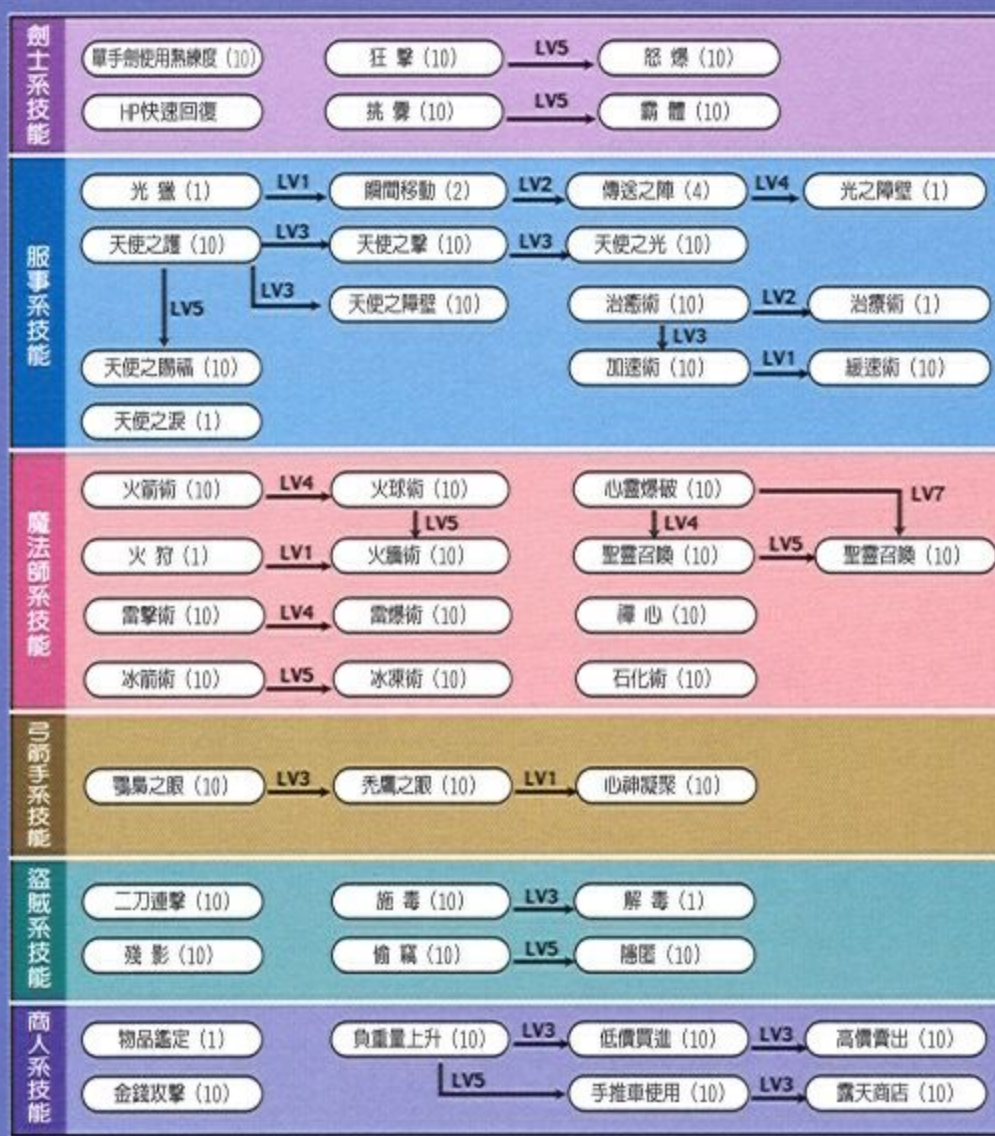 劍士系技能
單手劍使用熟練度 (10)
狂擊 (10)
LV5
怒爆 (10)
HP快速回復
挑釁 (10)
LV5
霸體 (10)
服事系技能
光獵 (1)
LV1
瞬間移動 (2)
LV2
傳送之陣 (4)
LV4
光之障壁 (1)
天使之護 (10)
LV3
天使之擊 (10)
LV3
天使之光 (10)
LV5
LV3
天使之障壁 (10)
治癒術 (10)
LV2
治療術 (1)
LV3
天使之賜福 (10)
加速術 (10)
LV1
緩速術 (10)
天使之淚 (1)
魔法師系技能
火箭術 (10)
LV4
火球術 (10)
心靈爆破 (10)
LV7
LV5
LV4
火狩 (1)
LV1
火牆術 (10)
聖靈召喚 (10)
LV5
聖靈召喚 (10)
雷擊術 (10)
LV4
雷爆術 (10)
禪心 (10)
冰箭術 (10)
LV5
冰凍術 (10)
石化術 (10)
弓箭手系技能
鶚梟之眼 (10)
LV3
禿鷹之眼 (10)
LV1
心神凝聚 (10)
盜賊系技能
二刀連擊 (10)
施毒 (10)
LV3
解毒 (1)
殘影 (10)
偷竊 (10)
LV5
隱匿 (10)
商人系技能
物品鑑定 (1)
負重量上升 (10)
LV3
低價買進 (10)
LV3
高價賣出 (10)
LV5
金錢攻擊 (10)
手推車使用 (10)
LV3
露天商店 (10)